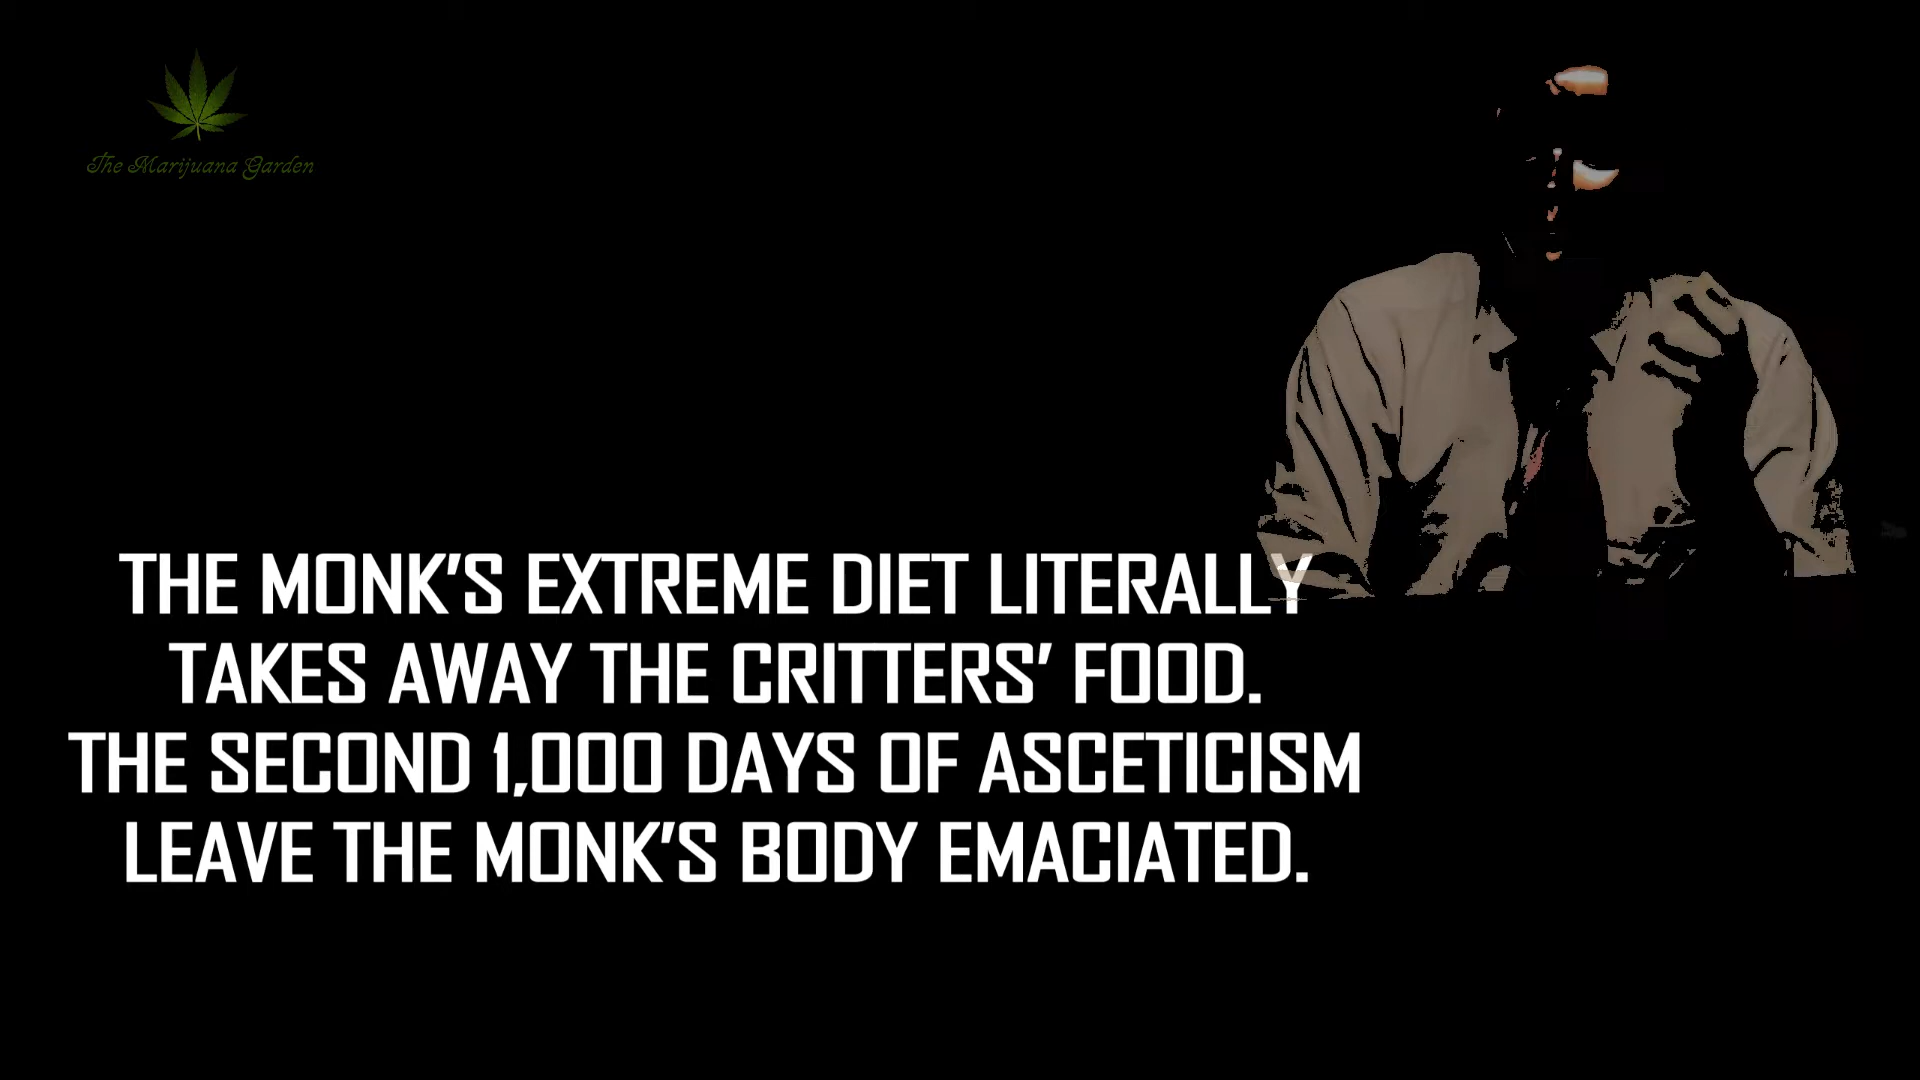 The Marijuana Garden
THE MONK'S EXTREME DIET LITERALLY
TAKES AWAY THE CRITTERS' FOOD.
THE SECOND 1,000 DAYS OF ASCETICISM
LEAVE THE MONK'S BODY EMACIATED.